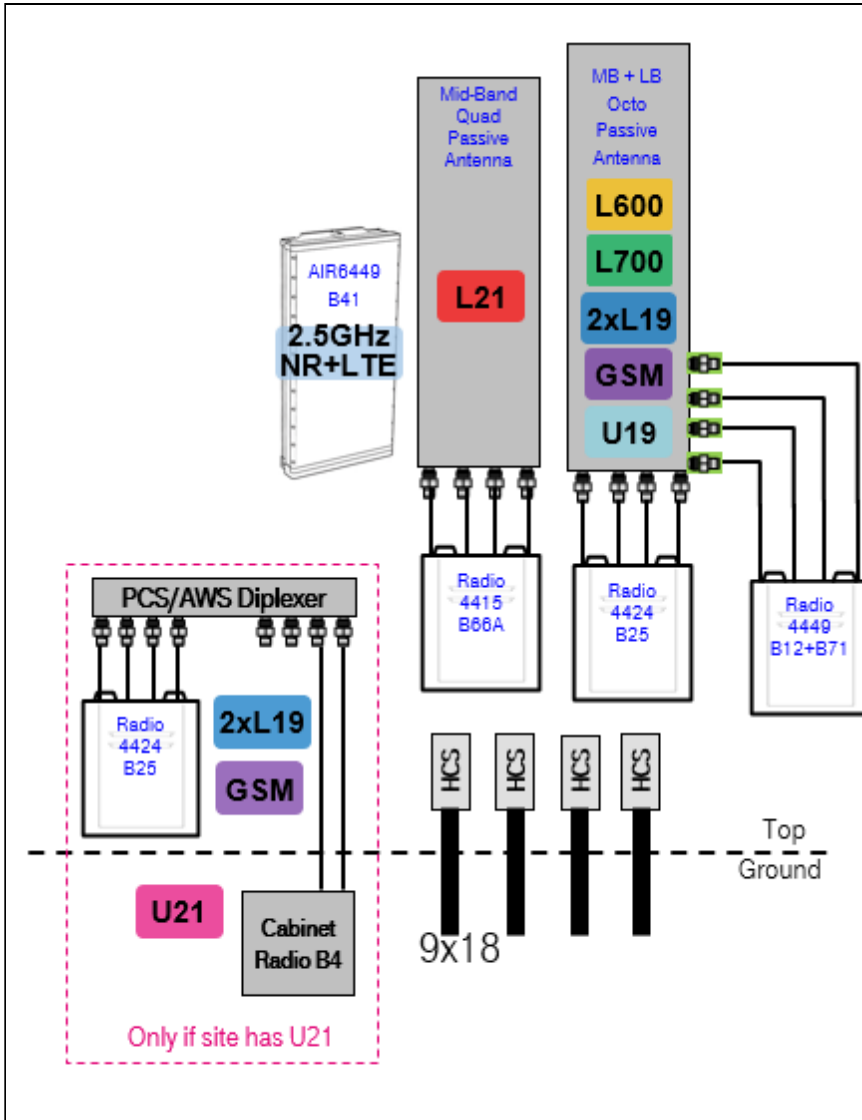 Mid-Band
Quad
Passive
Antenna
L21
MB + LB
Octo
Passive
Antenna
L600
L700
2xL19
GSM
U19
AIR6449
B41
2.5GHz
NR+LTE
Radio
4415
B66A
Radio
4424
B25
Radio
4449
B12+B71
PCS/AWS Diplexer
Radio
4424
B25
2xL19
GSM
HCS
HCS
HCS
HCS
Top
Ground
U21
Cabinet
Radio B4
9x18
Only if site has U21